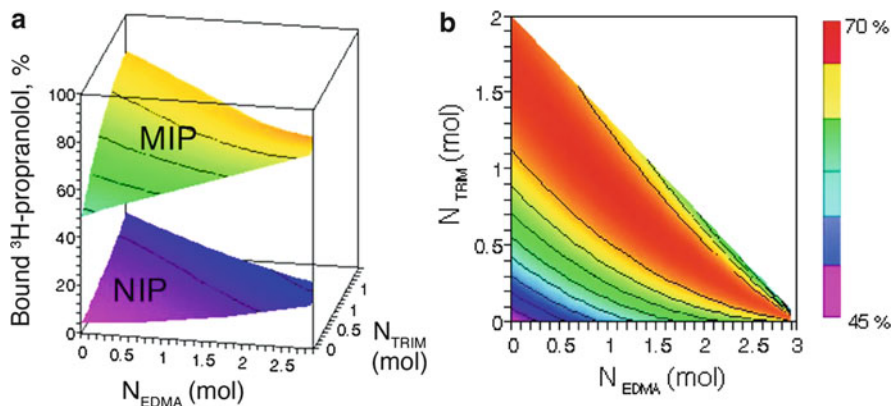 a
Bound ³H-propranolol, %
100
80
60
40
20
0
MIP
NIP
0 0.5 1 1.5 2 2.5
N_EDMA (mol)
0 0.5 1 1
N_TRIM
(mol)
b
2
1.5
1
0.5
0
N_TRIM (mol)
0 0.5 1 1.5 2 2.5 3
N_EDMA (mol)
70 %
45 %